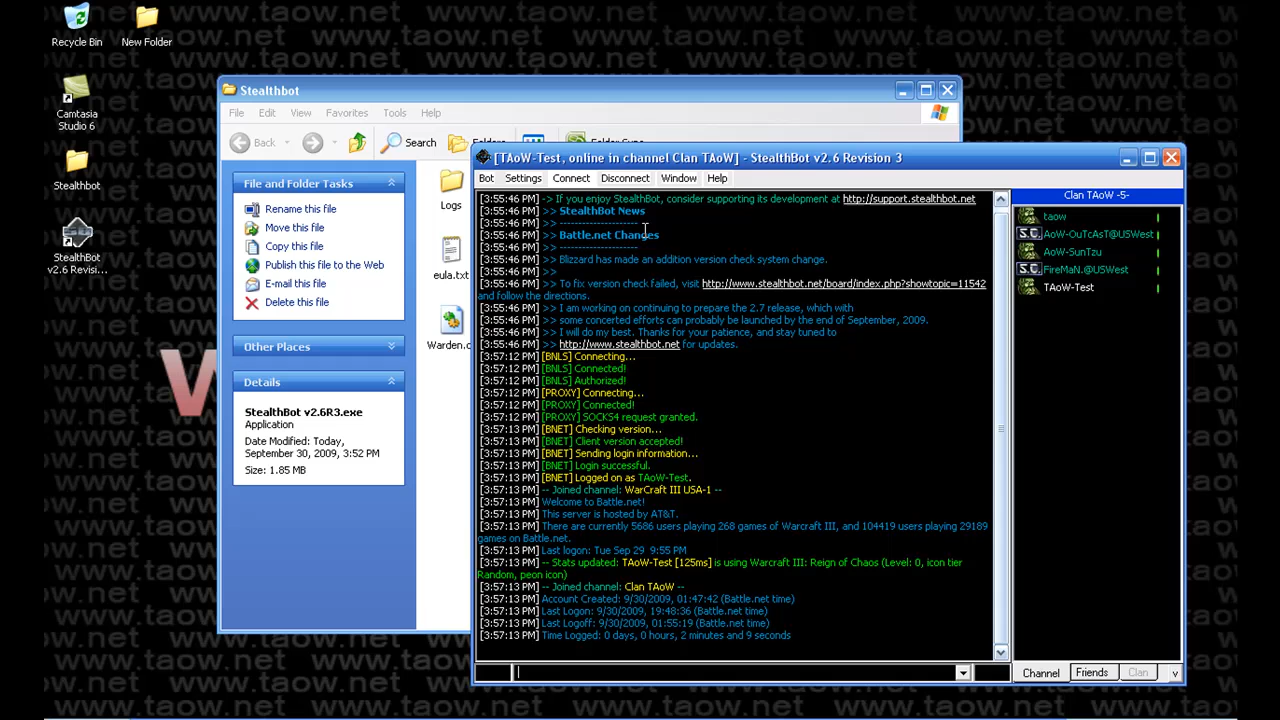 www.taow.net
Recycle Bin
New Folder
Camtasia
Studio 6
Stealthbot
StealthBot
v2.6 Revisi...
Stealthbot
File Edit View Favorites Tools Help
Back Search Folders Folder Sync
File and Folder Tasks
Rename this file
Move this file
Copy this file
Publish this file to the Web
E-mail this file
Delete this file
Other Places
Details
StealthBot v2.6R3.exe
Application
Date Modified: Today,
September 30, 2009, 3:52 PM
Size: 1.85 MB
Logs
eula.txt
[TAoW-Test, online in channel Clan TAoW] - StealthBot v2.6 Revision 3
Bot Settings Connect Disconnect Window Help
[3:55:46 PM] -> If you enjoy StealthBot, consider supporting its development at http://support.stealthbot.net
[3:55:46 PM] >> StealthBot News
[3:55:46 PM] >> ---------------------
[3:55:46 PM] >> Battle.net Changes
[3:55:46 PM] >> ---------------------
[3:55:46 PM] >> Blizzard has made an addition version check system change.
[3:55:46 PM] >>
[3:55:46 PM] >> To fix version check failed, visit http://www.stealthbot.net/board/index.php?showtopic=11542
and follow the directions.
[3:55:46 PM] >> I am working on continuing to prepare the 2.7 release, which with
[3:55:46 PM] >> some concerted efforts can probably be launched by the end of September, 2009.
[3:55:46 PM] >> I will do my best. Thanks for your patience, and stay tuned to
[3:55:46 PM] >> http://www.stealthbot.net for updates.
[3:57:12 PM] [BNLS] Connecting...
[3:57:12 PM] [BNLS] Connected!
[3:57:12 PM] [BNLS] Authorized!
[3:57:12 PM] [PROXY] Connecting...
[3:57:12 PM] [PROXY] Connected!
[3:57:12 PM] [PROXY] SOCKS4 request granted.
[3:57:12 PM] [BNET] Checking version...
[3:57:12 PM] [BNET] Client version accepted!
[3:57:12 PM] [BNET] Sending login information...
[3:57:12 PM] [BNET] Login successful.
[3:57:12 PM] [BNET] Logged on as TAoW-Test.
[3:57:13 PM] -- Joined channel: WarCraft III USA-1 --
[3:57:13 PM] Welcome to Battle.net!
[3:57:13 PM] This server is hosted by AT&T.
[3:57:13 PM] There are currently 5686 users playing 268 games of Warcraft III, and 104419 users playing 29189
games on Battle.net.
[3:57:13 PM] Last logon: Tue Sep 29 9:55 PM
[3:57:13 PM] -- Stats updated: TAoW-Test [125ms] is using Warcraft III: Reign of Chaos (Level: 0, icon tier
Random, peon icon)
[3:57:13 PM] -- Joined channel: Clan TAoW --
[3:57:13 PM] Account Created: 9/30/2009, 01:47:42 (Battle.net time)
[3:57:13 PM] Last Logon: 9/30/2009, 19:48:36 (Battle.net time)
[3:57:13 PM] Last Logoff: 9/30/2009, 01:55:19 (Battle.net time)
[3:57:13 PM] Time Logged: 0 days, 0 hours, 2 minutes and 9 seconds
Clan TAoW -5-
taow
S.C. AoW-OuTcAsT@USWest
AoW-SunTzu
S.C. FireMaN.@USWest
TAoW-Test
Channel Friends Clan v